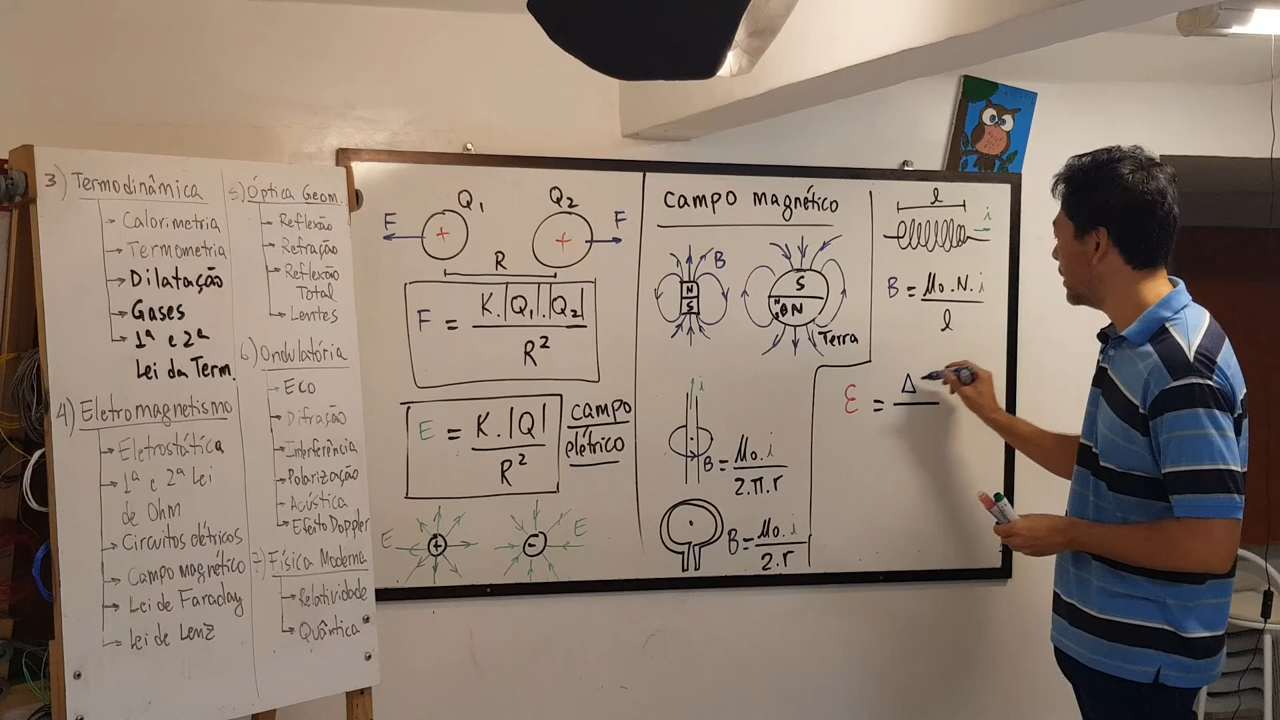 3) Termodinâmica
Calorimetria
Termometria
Dilatação
Gases
1ª e 2ª
Lei da Term.
4) Eletromagnetismo
Eletrostática
1ª e 2ª Lei
de Ohm
Circuitos elétricos
Campo magnético
Lei de Faraday
Lei de Lenz
5) Óptica Geom.
Reflexão
Refração
Reflexão
Total
Lentes
6) Ondulatória
Eco
Difração
Interferência
Polarização
Acústica
Efeito Doppler
7) Física Moderna
Relatividade
Quântica
Q1 Q2
F + + F
R
F = K.|Q1|.|Q2| / R²
E = K.|Q| / R²
campo
elétrico
E + - E
campo magnético
B
N
S
S
N
B N
Terra
i
B = μ0.i / 2.π.r
B = μ0.i / 2.r
l
i
B = μ0.N.i / l
ε = Δ